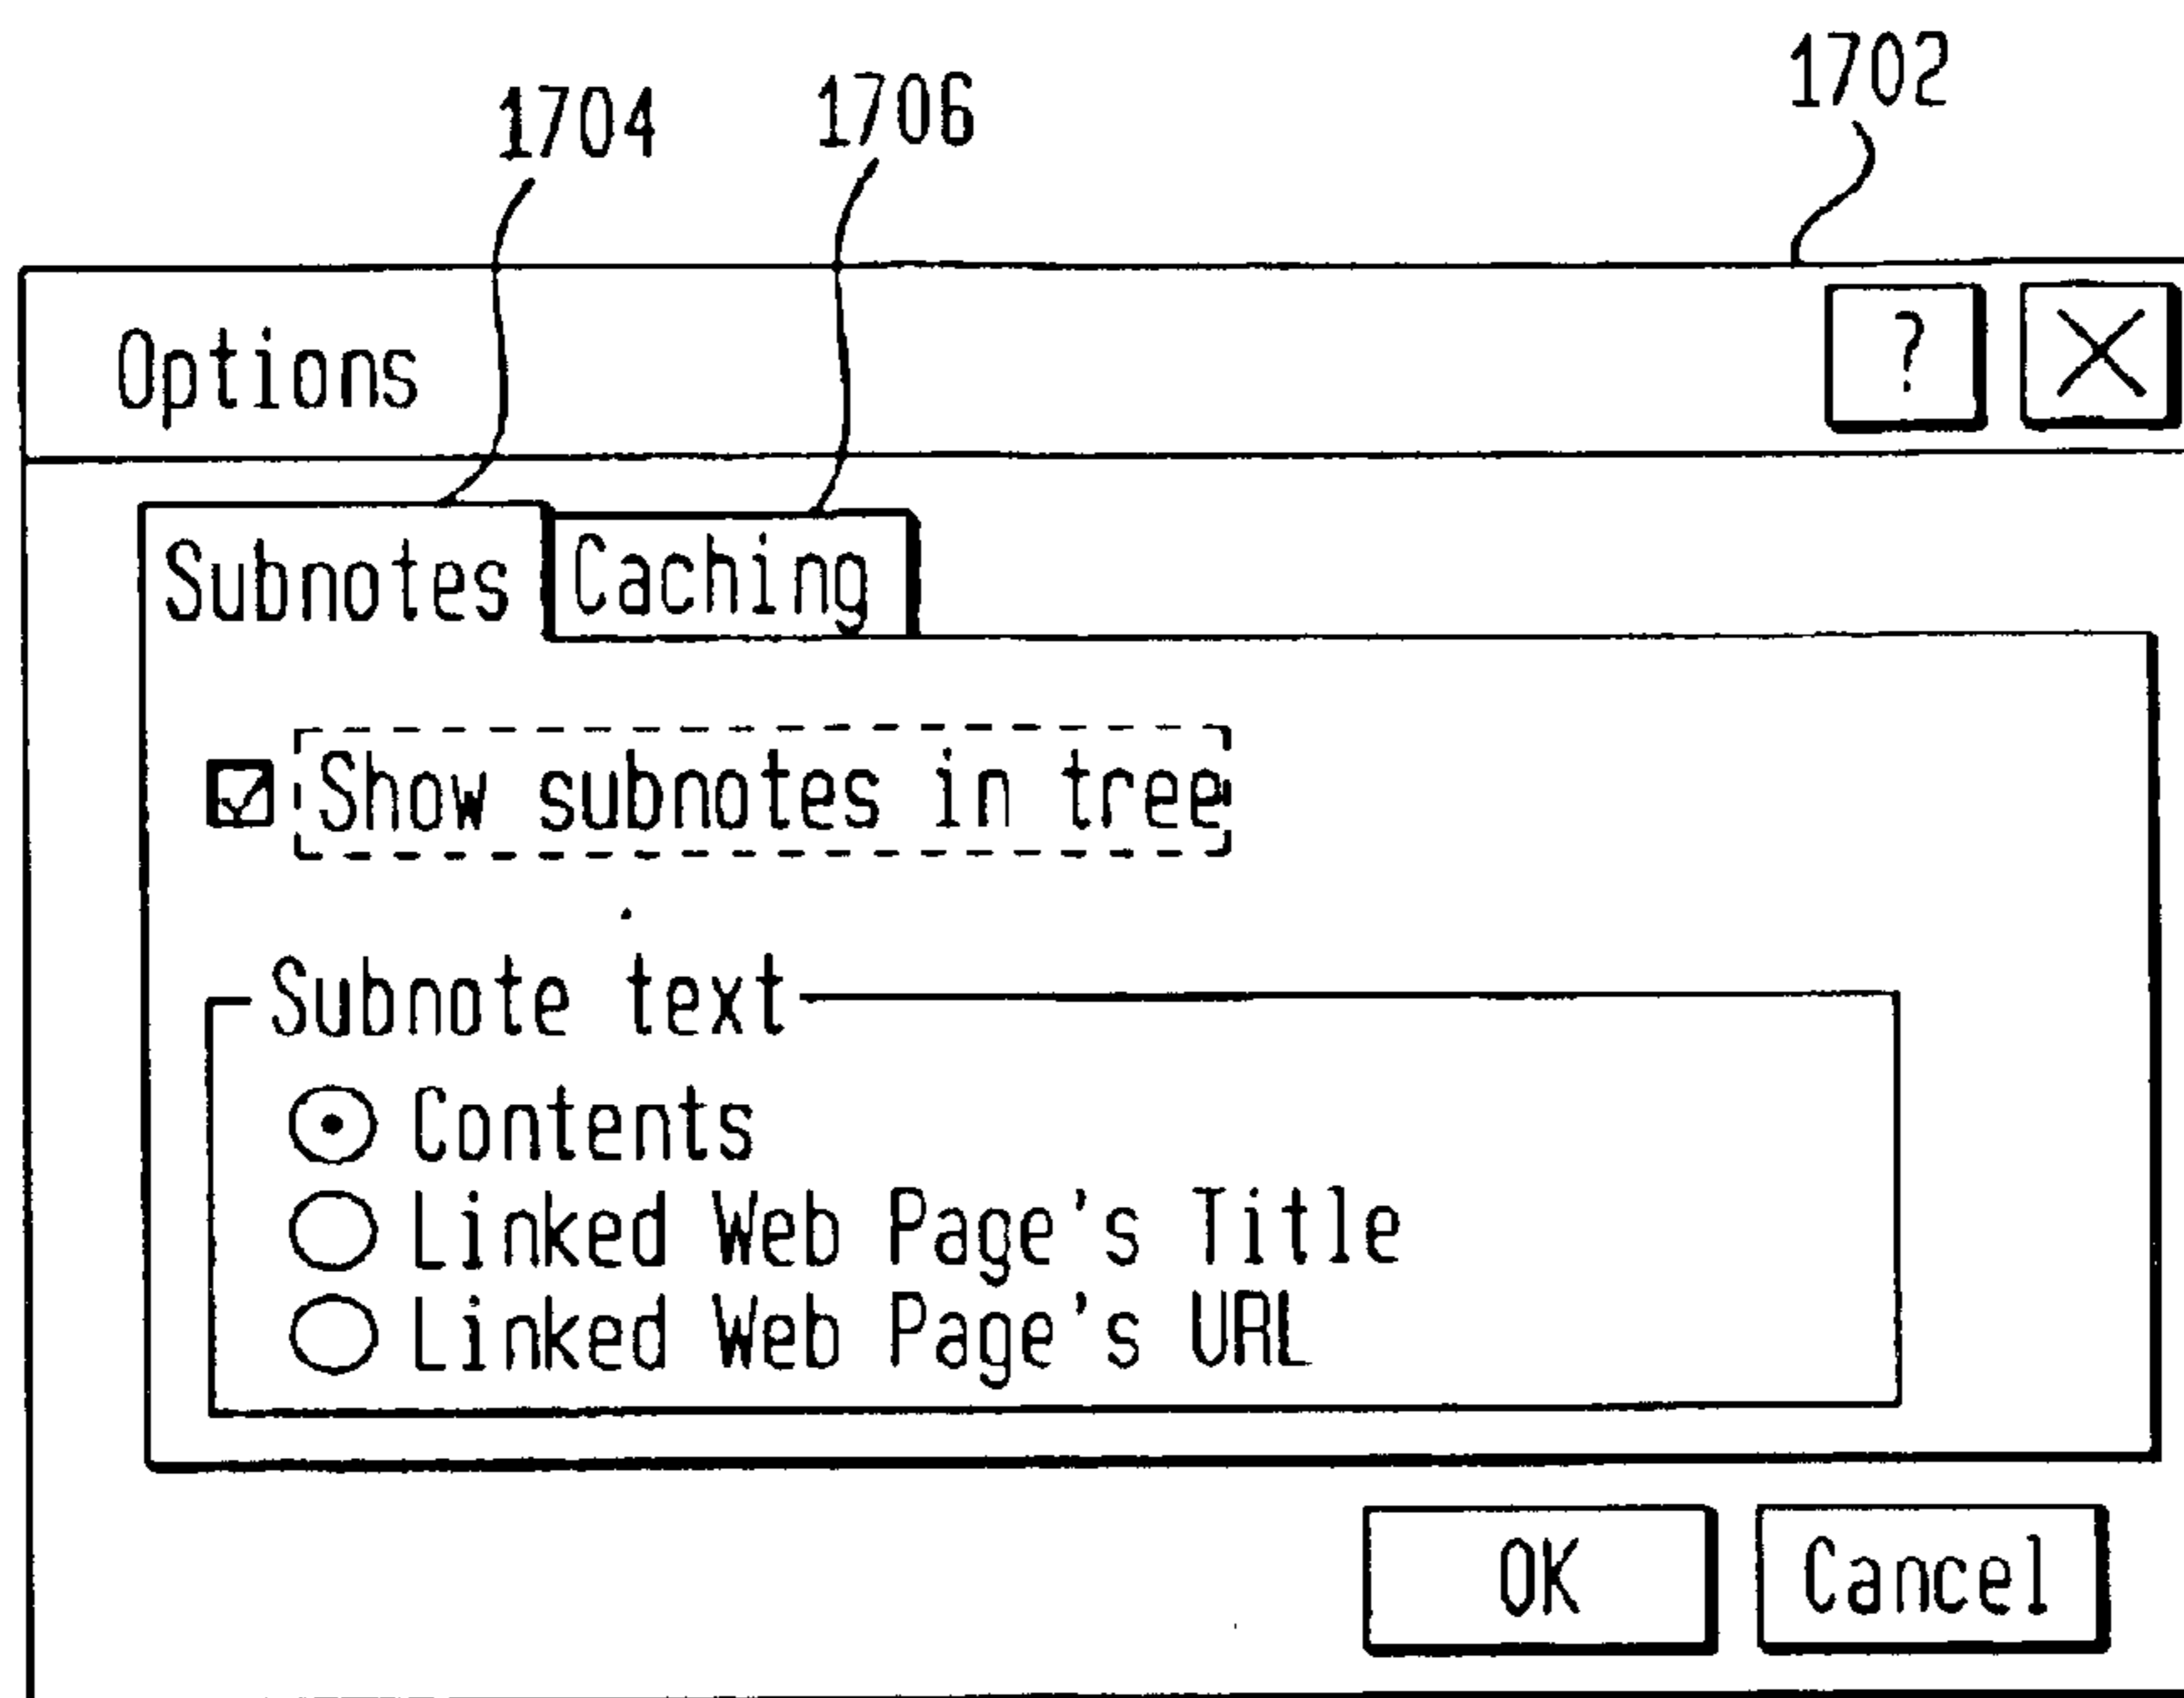 1702
1704 1706
Options ? X
Subnotes Caching
Show subnotes in tree
Subnote text
Contents
Linked Web Page's Title
Linked Web Page's URL
OK Cancel